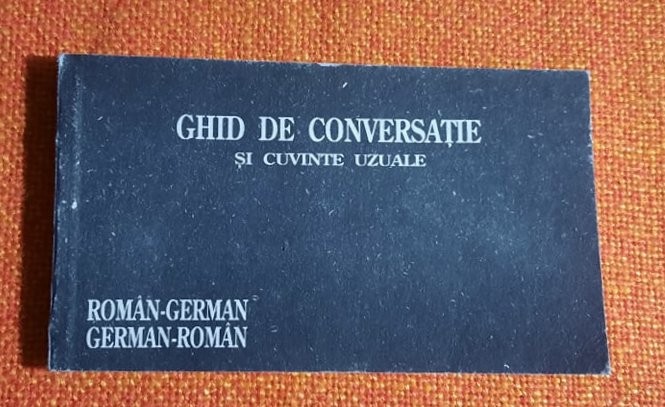 GHID DE CONVERSAȚIE
ȘI CUVINTE UZUALE
ROMÂN-GERMAN
GERMAN-ROMÂN